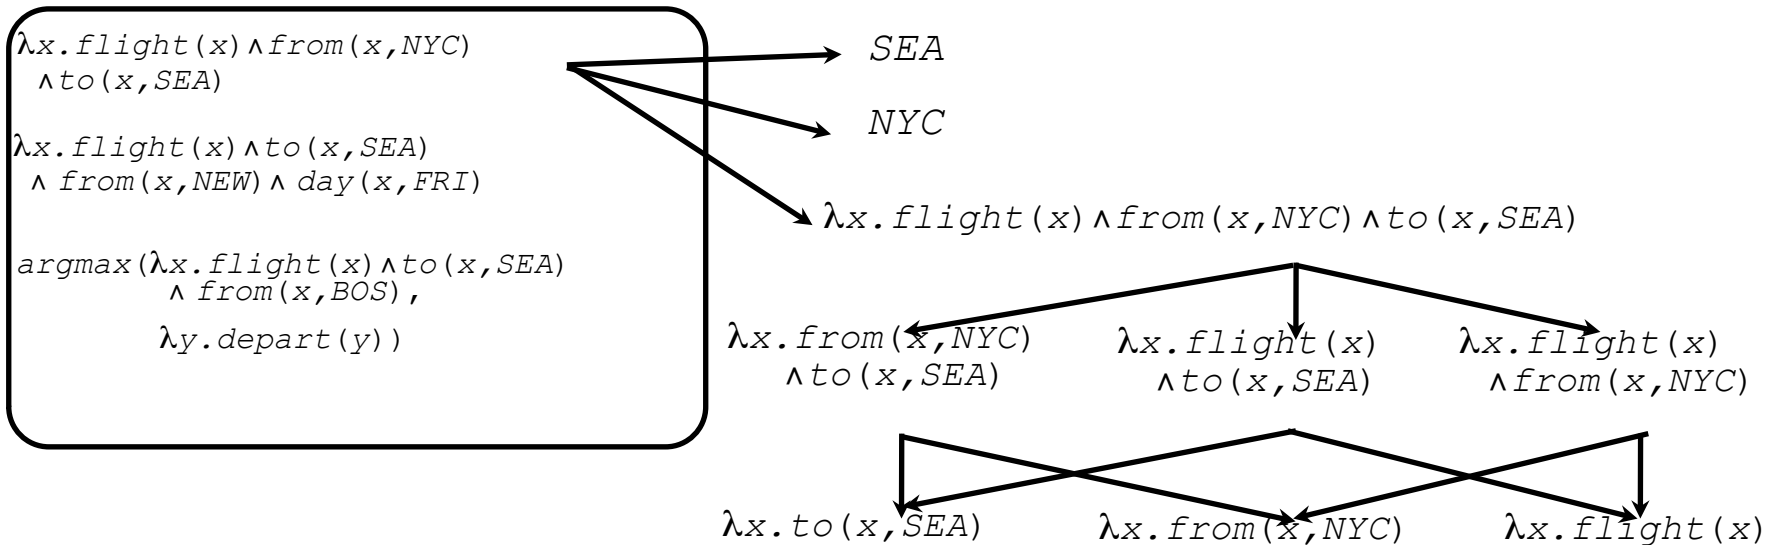 λx.flight(x)∧from(x,NYC)
∧to(x,SEA)
λx.flight(x)∧to(x,SEA)
∧ from(x,NEW)∧ day(x,FRI)
argmax(λx.flight(x)∧to(x,SEA)
∧ from(x,BOS),
λy.depart(y))
SEA
NYC
λx.flight(x)∧from(x,NYC)∧to(x,SEA)
λx.from(x,NYC)
∧to(x,SEA)
λx.flight(x)
∧to(x,SEA)
λx.flight(x)
∧from(x,NYC)
λx.to(x,SEA)
λx.from(x,NYC)
λx.flight(x)